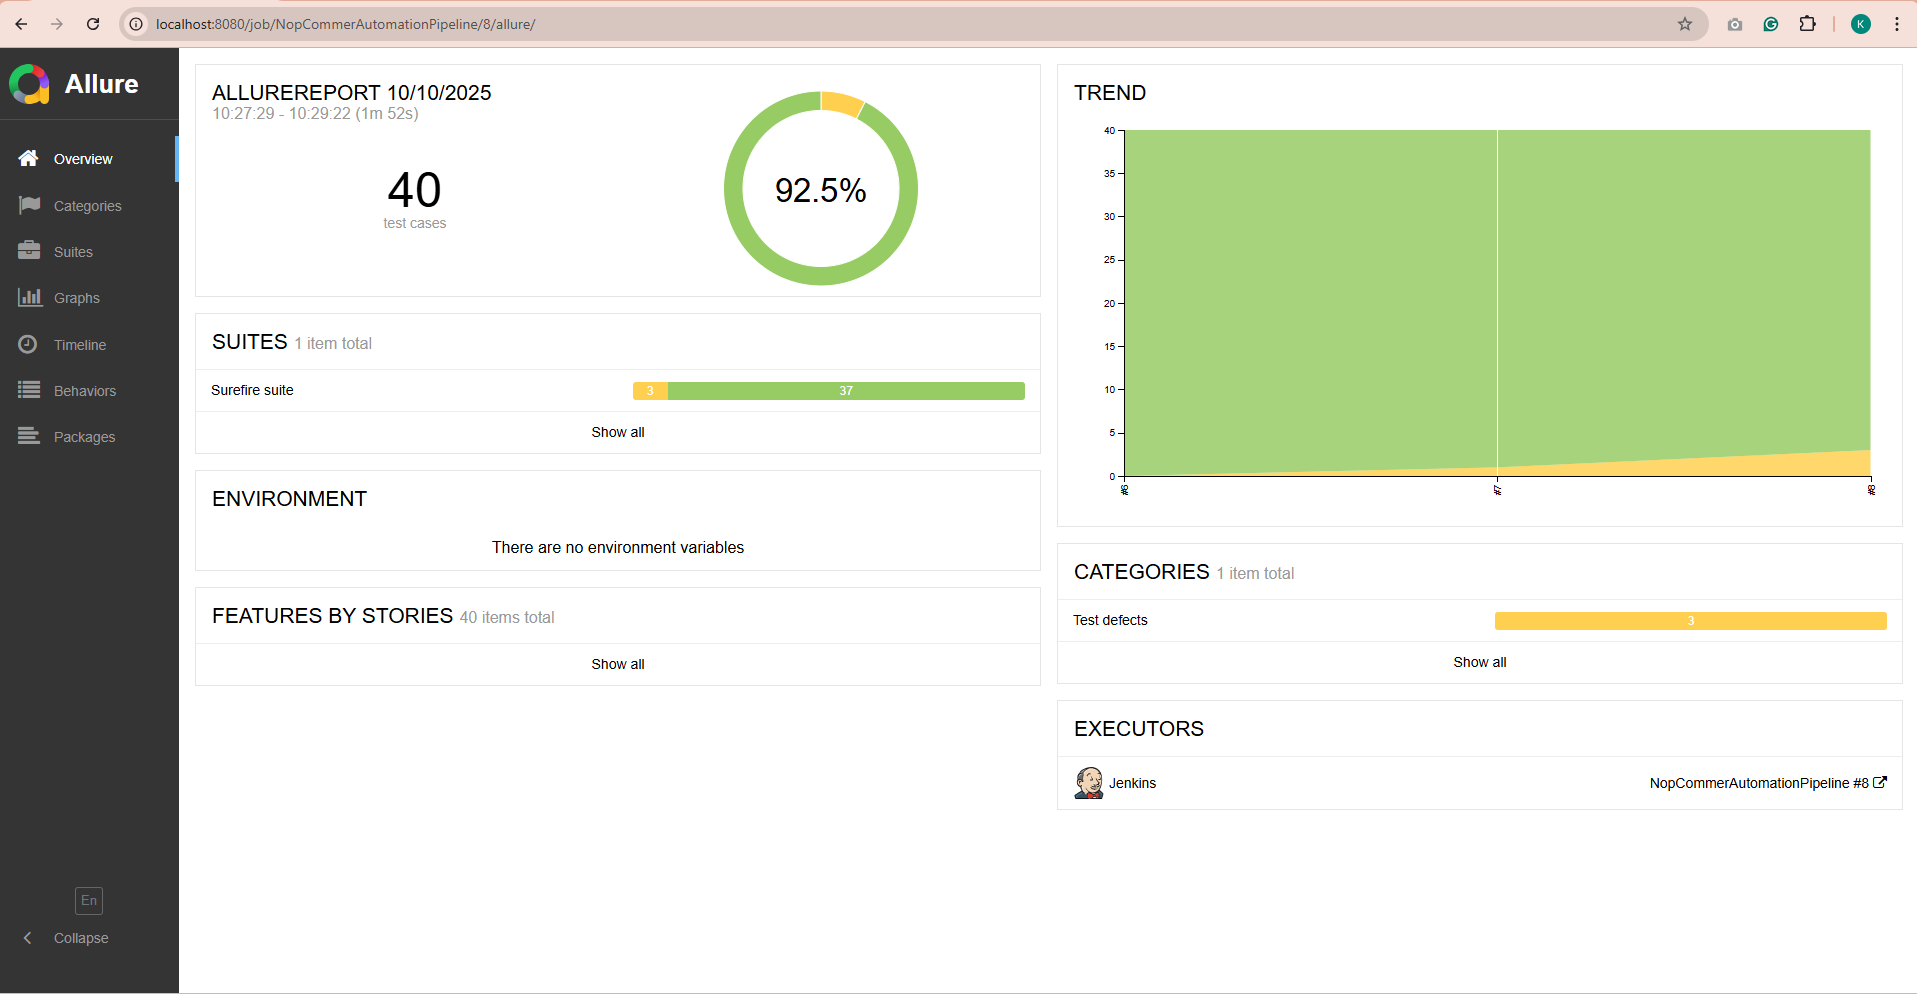 localhost:8080/job/NopCommerAutomationPipeline/8/allure/
K
Allure
Overview
Categories
Suites
Graphs
Timeline
Behaviors
Packages
En
Collapse
ALLUREREPORT 10/10/2025
10:27:29 - 10:29:22 (1m 52s)
40
test cases
92.5%
SUITES 1 item total
Surefire suite
3
37
Show all
ENVIRONMENT
There are no environment variables
FEATURES BY STORIES 40 items total
Show all
TREND
40
35
30
25
20
15
10
5
0
#6
#7
#8
CATEGORIES 1 item total
Test defects
3
Show all
EXECUTORS
Jenkins
NopCommerAutomationPipeline #8